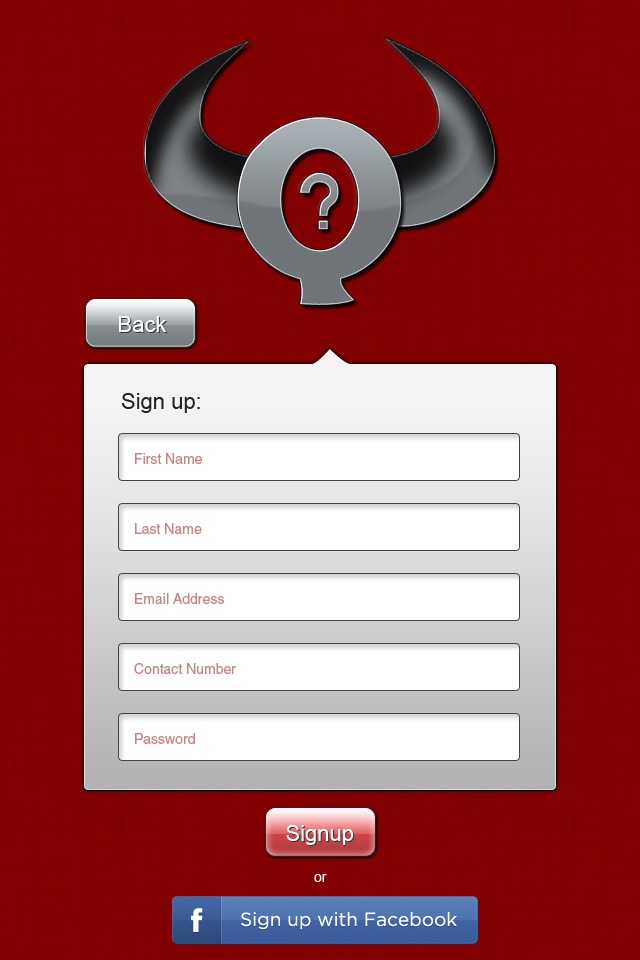 Q
?
Back
Sign up:
First Name
Last Name
Email Address
Contact Number
Password
Signup
or
f Sign up with Facebook